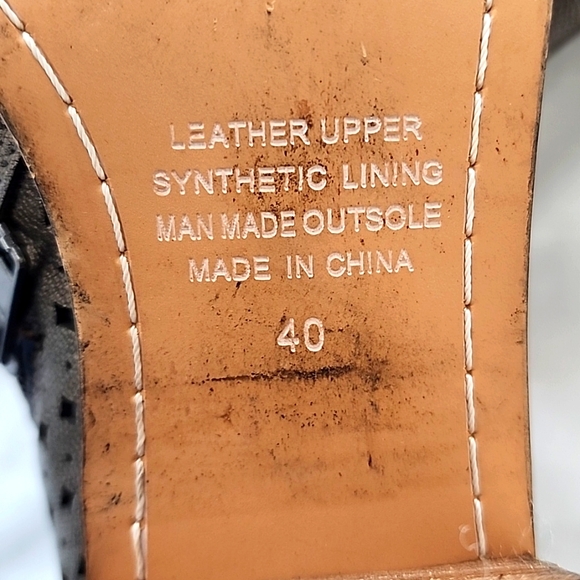 LEATHER UPPER
SYNTHETIC LINING
MAN MADE OUTSOLE
MADE IN CHINA
40